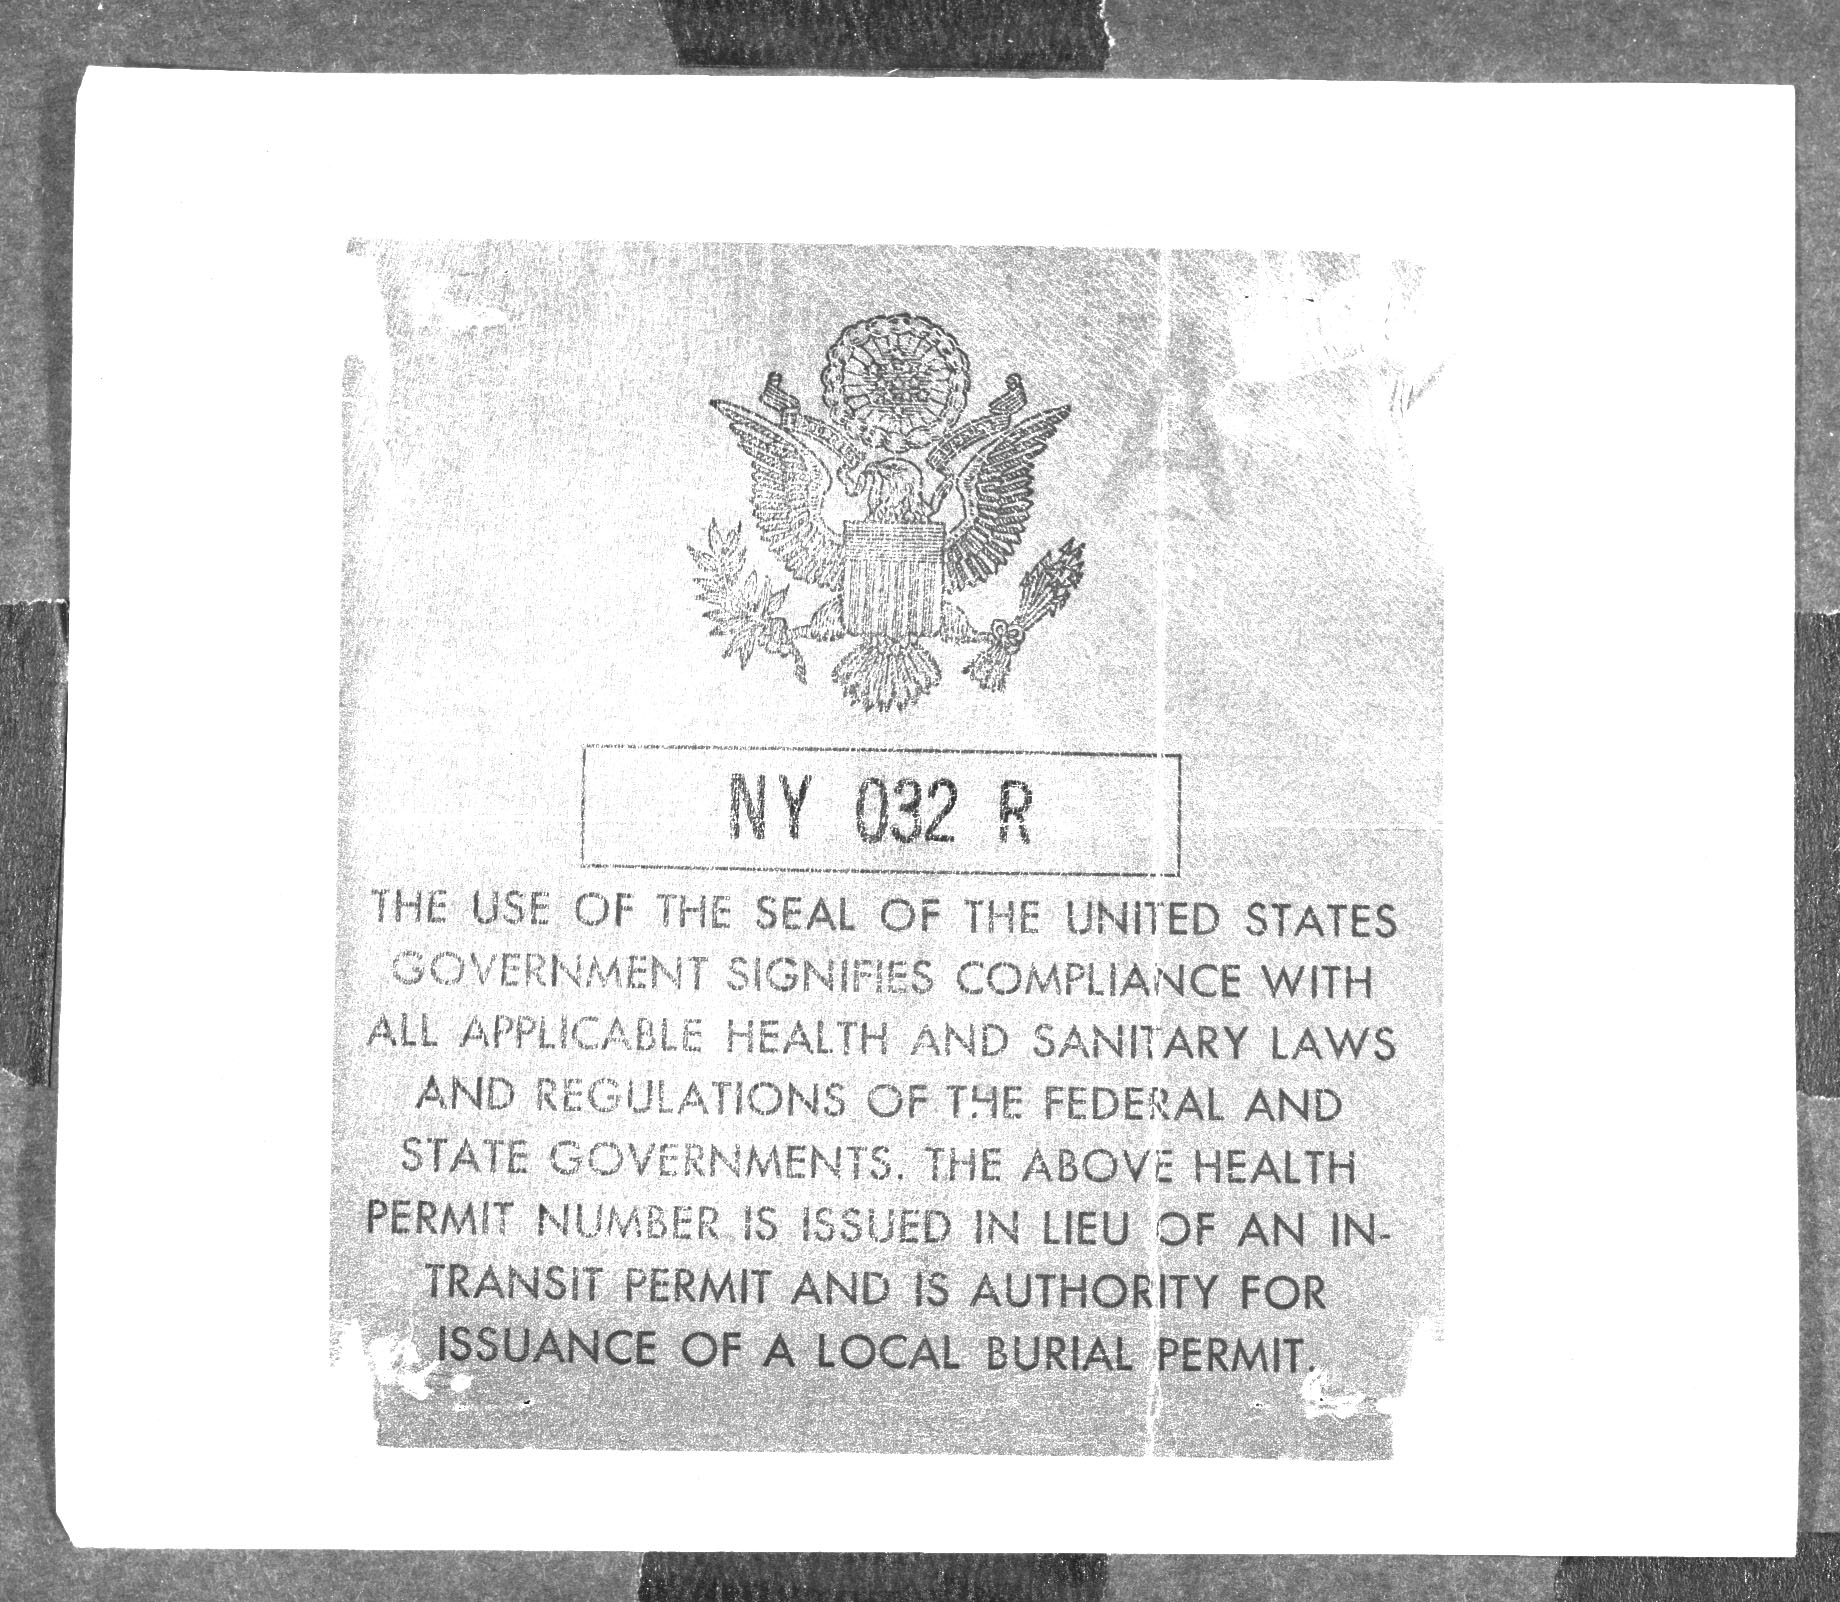 NY 032 R
THE USE OF THE SEAL OF THE UNITED STATES
GOVERNMENT SIGNIFIES COMPLIANCE WITH
ALL APPLICABLE HEALTH AND SANITARY LAWS
AND REGULATIONS OF THE FEDERAL AND
STATE GOVERNMENTS. THE ABOVE HEALTH
PERMIT NUMBER IS ISSUED IN LIEU OF AN IN-
TRANSIT PERMIT AND IS AUTHORITY FOR
ISSUANCE OF A LOCAL BURIAL PERMIT.